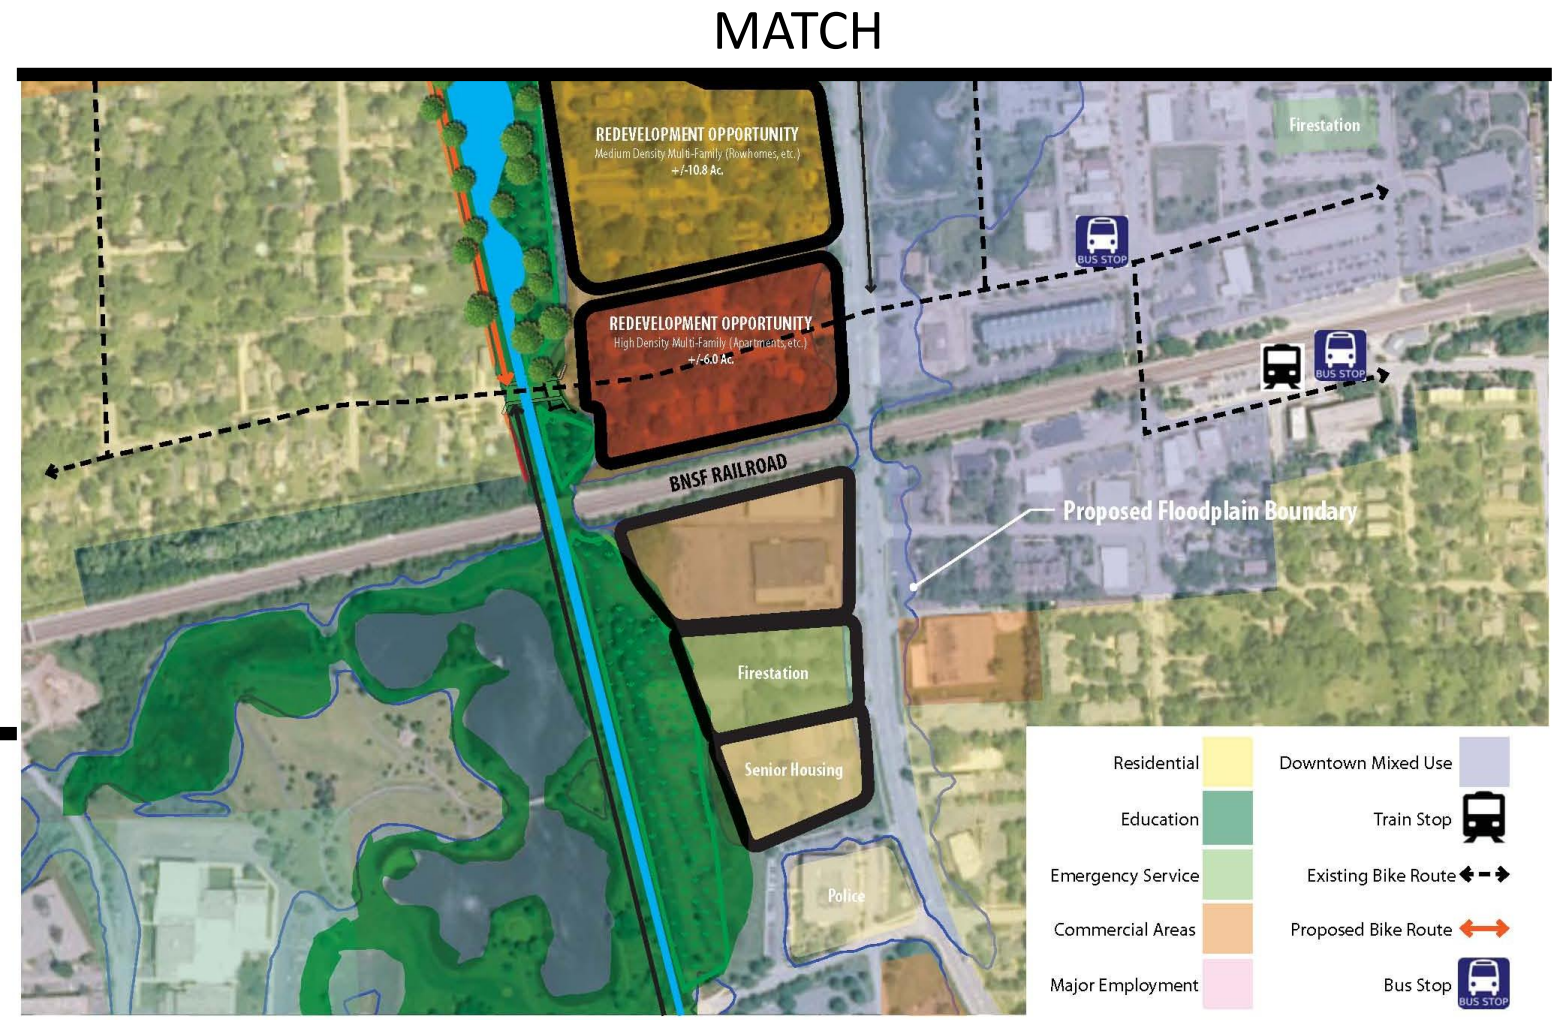 MATCH
REDEVELOPMENT OPPORTUNITY
Medium Density Multi-Family (Rowhomes, etc.)
+/-10.8 Ac.
Firestation
BUS STOP
REDEVELOPMENT OPPORTUNITY
High Density Multi-Family (Apartments, etc.)
+/-6.0 Ac.
BUS STOP
BNSF RAILROAD
Proposed Floodplain Boundary
Firestation
Senior Housing
Police
Residential
Education
Emergency Service
Commercial Areas
Major Employment
Downtown Mixed Use
Train Stop
Existing Bike Route
Proposed Bike Route
Bus Stop
BUS STOP